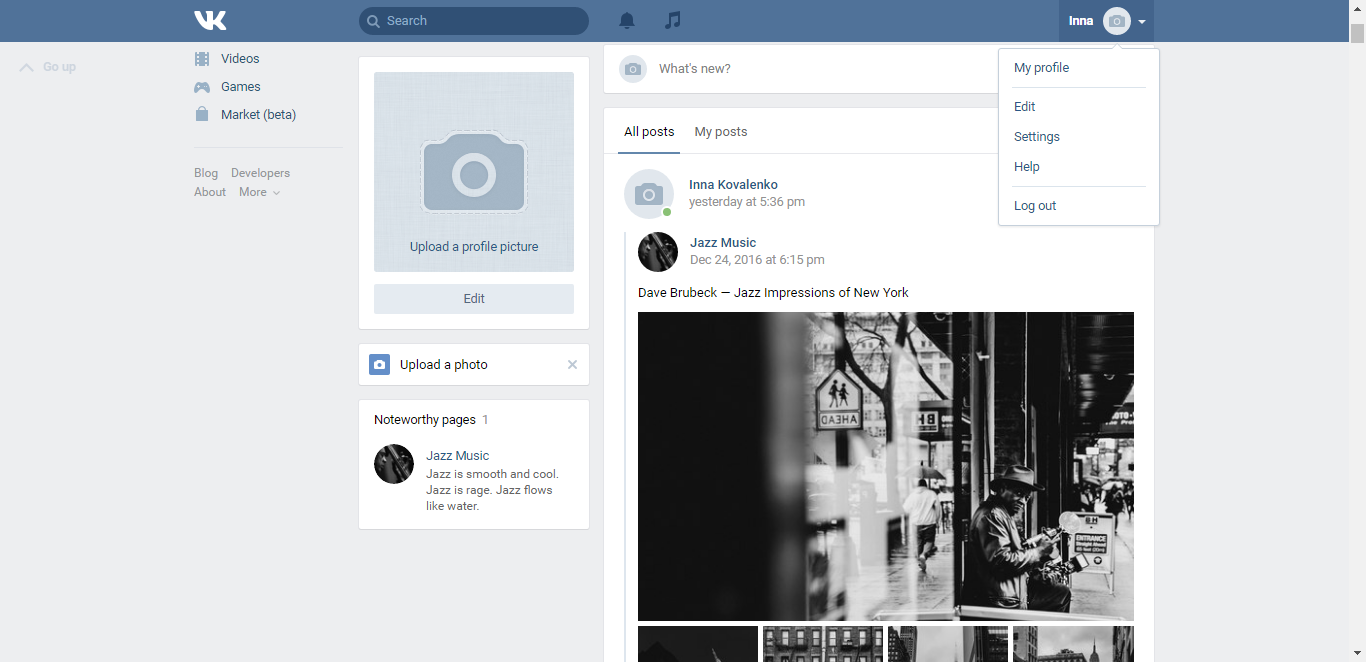 Search
Inna
Go up
Videos
Games
Market (beta)
Blog Developers
About More
Upload a profile picture
Edit
Upload a photo
Noteworthy pages 1
Jazz Music
Jazz is smooth and cool.
Jazz is rage. Jazz flows
like water.
What's new?
All posts My posts
Inna Kovalenko
yesterday at 5:36 pm
Jazz Music
Dec 24, 2016 at 6:15 pm
Dave Brubeck — Jazz Impressions of New York
AHEAD
ENTRANCE
My profile
Edit
Settings
Help
Log out